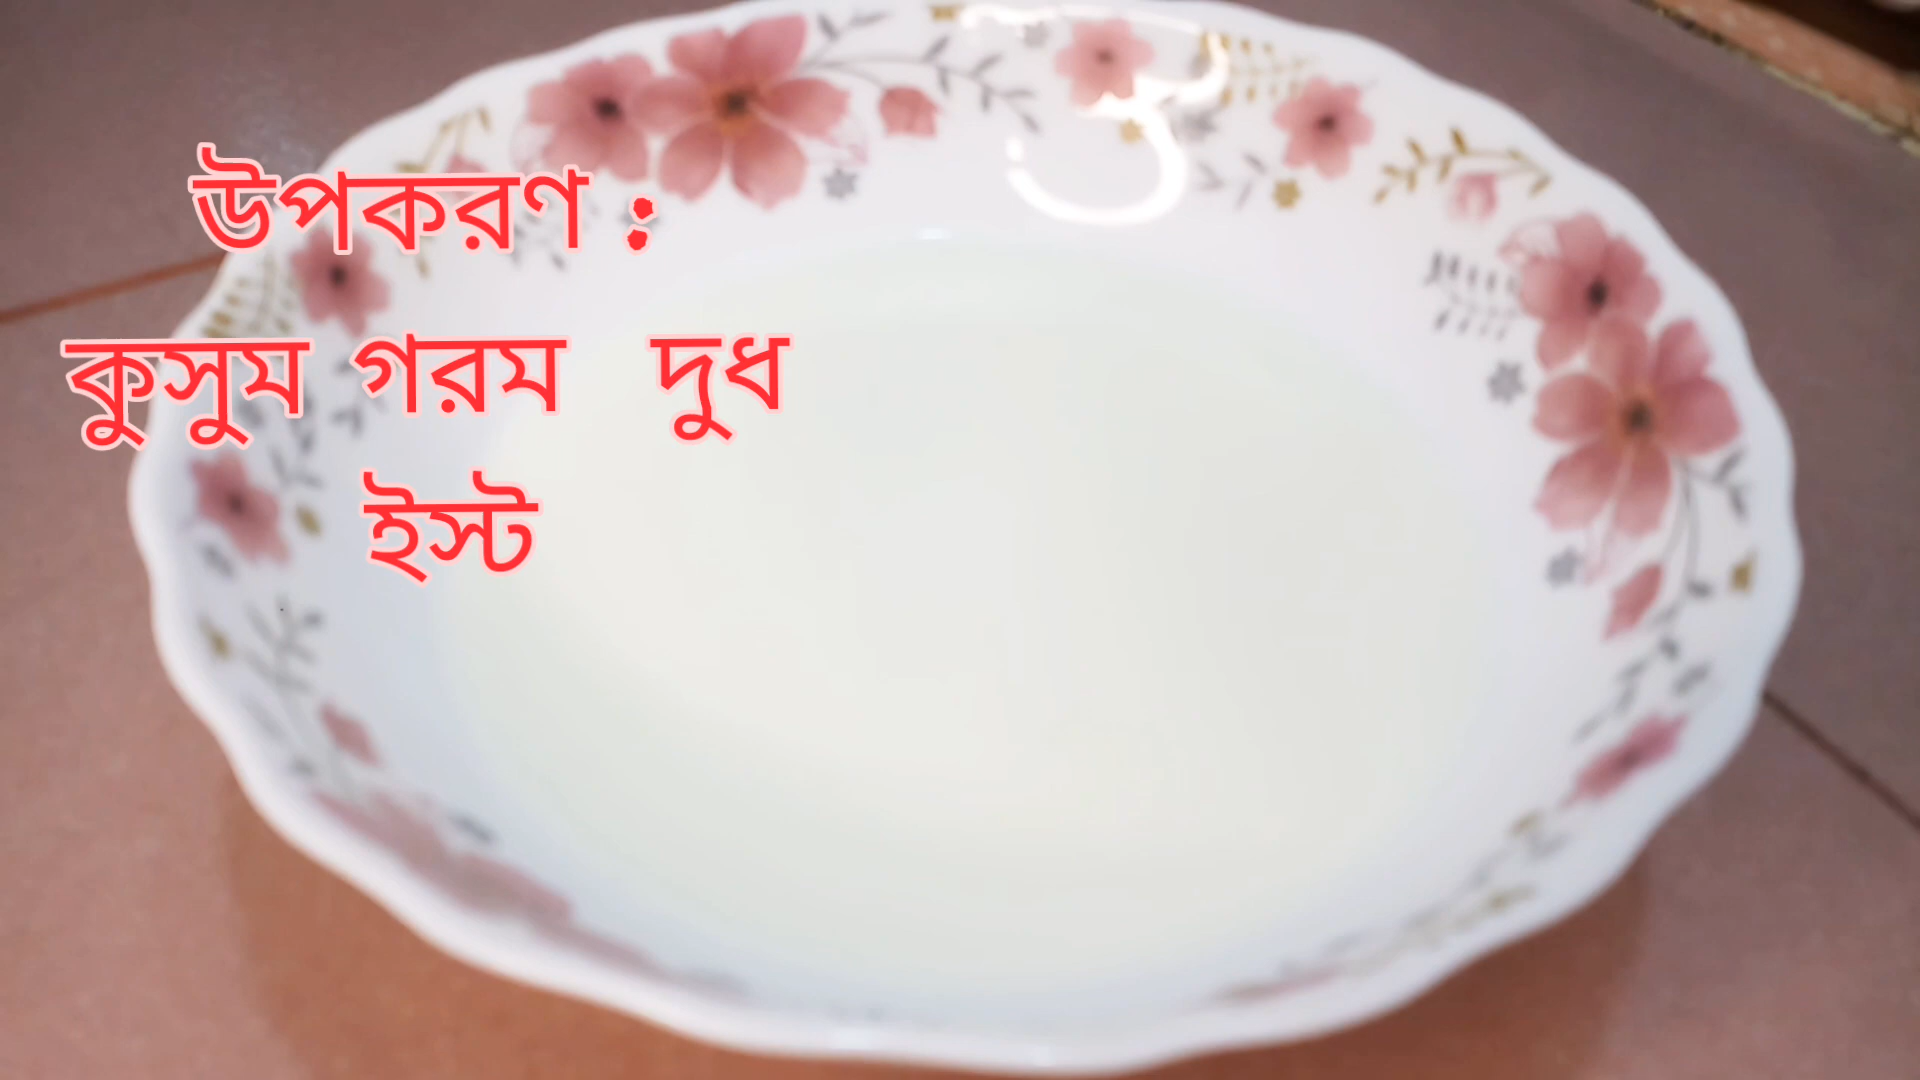 উপকরণ :
কুসুম গরম দুধ
ইস্ট